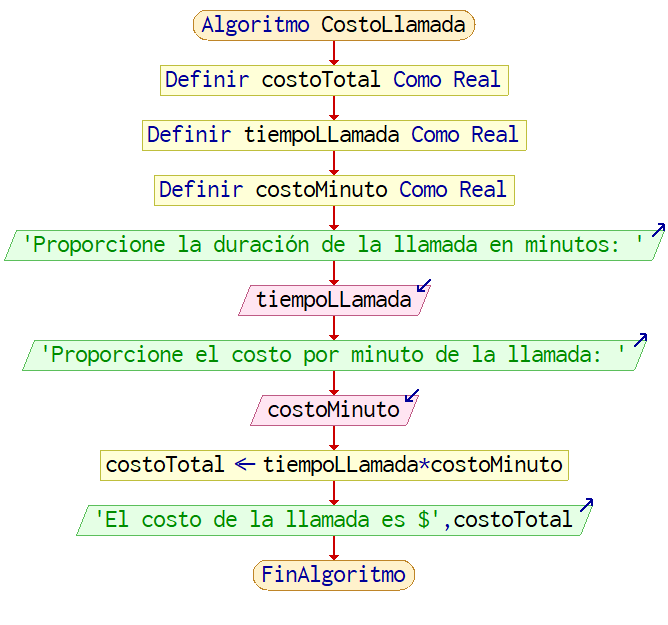 Algoritmo CostoLlamada
Definir costoTotal Como Real
Definir tiempoLLamada Como Real
Definir costoMinuto Como Real
'Proporcione la duración de la llamada en minutos: '
tiempoLLamada
'Proporcione el costo por minuto de la llamada: '
costoMinuto
costoTotal ← tiempoLLamada*costoMinuto
'El costo de la llamada es $',costoTotal
FinAlgoritmo